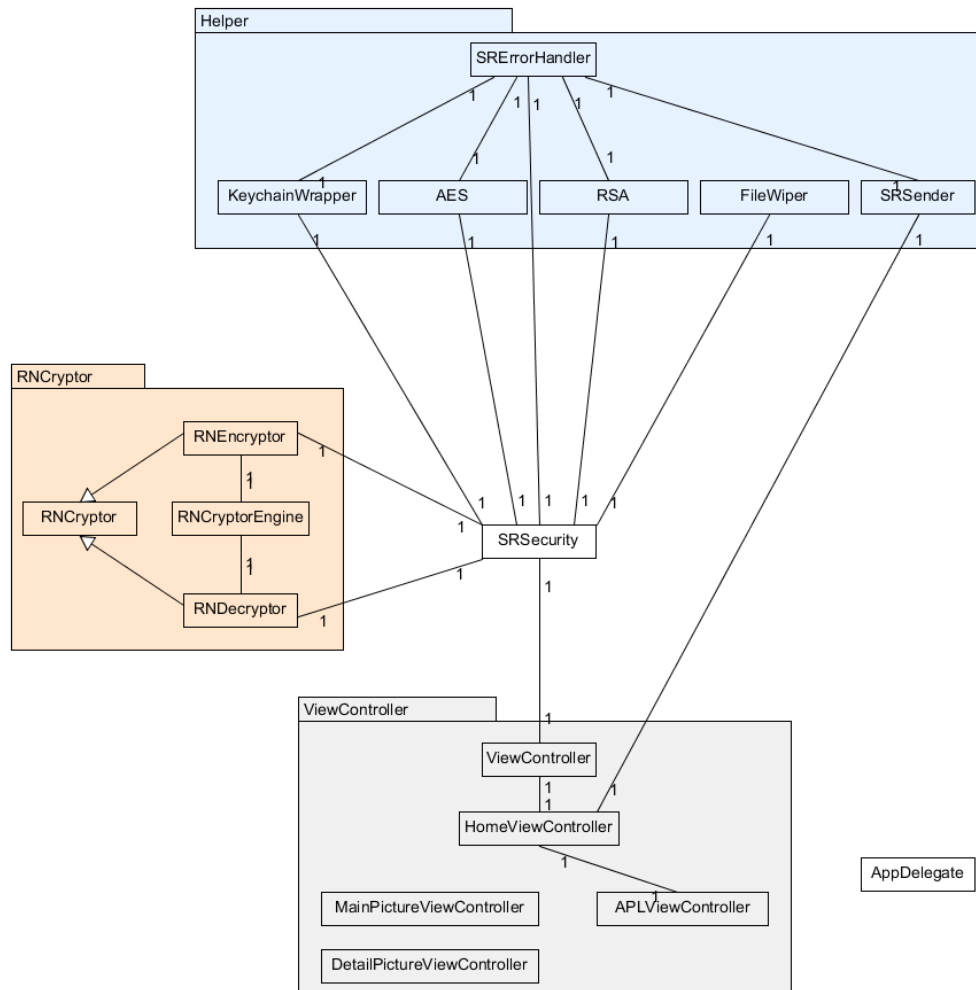 Helper
SRErrorHandler
1 1 1 1 1
1 1 1 1 1
KeychainWrapper AES RSA FileWiper SRSender
1 1 1 1 1
RNCryptor
RNEncryptor
1
1
1
RNCryptor RNCryptorEngine
1 1 1 1 1
1
SRSecurity
1
1
1
1
RNDecryptor
1
ViewController
1
ViewController
1
1
1
HomeViewController
1
AppDelegate
MainPictureViewController
1
APLViewController
DetailPictureViewController